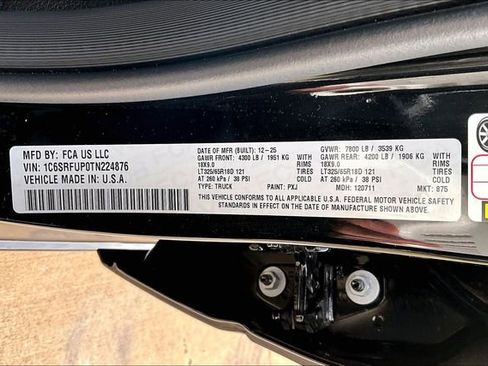 MFD BY: FCA US LLC
VIN: 1C6SRFUP0TN224876
VEHICLE MADE IN U.S.A.
DATE OF MFR (BUILT): 12-25 GVWR: 7800 LB / 3539 KG
GAWR FRONT: 4300 LB / 1951 KG WITH GAWR REAR: 4200 LB / 1906 KG WITH
18X9.0 RIMS 18X9.0 RIMS
LT325/65R18D 121 TIRES LT325/65R18D 121 TIRES
AT 260 kPa / 38 PSI COLD AT 260 kPa / 38 PSI COLD
TYPE: TRUCK PAINT: PXJ MDH: 120711 MKT: 875
THIS VEHICLE CONFORMS TO ALL APPLICABLE U.S.A. FEDERAL MOTOR VEHICLE SAFETY
STANDARDS IN EFFECT ON THE DATE OF MANUFACTURE SHOWN ABOVE.